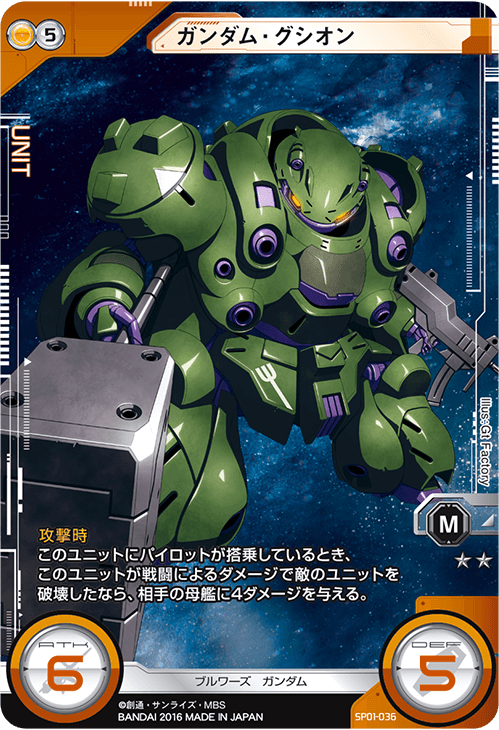 5
ガンダム・グシオン
UNIT
Illus:Gt Factory
M
★★
攻撃時
このユニットにパイロットが搭乗しているとき、
このユニットが戦闘によるダメージで敵のユニットを
破壊したなら、相手の母艦に4ダメージを与える。
ATK
6
DEF
5
ブルワーズ ガンダム
©創通・サンライズ・MBS
BANDAI 2016 MADE IN JAPAN
SP01-036